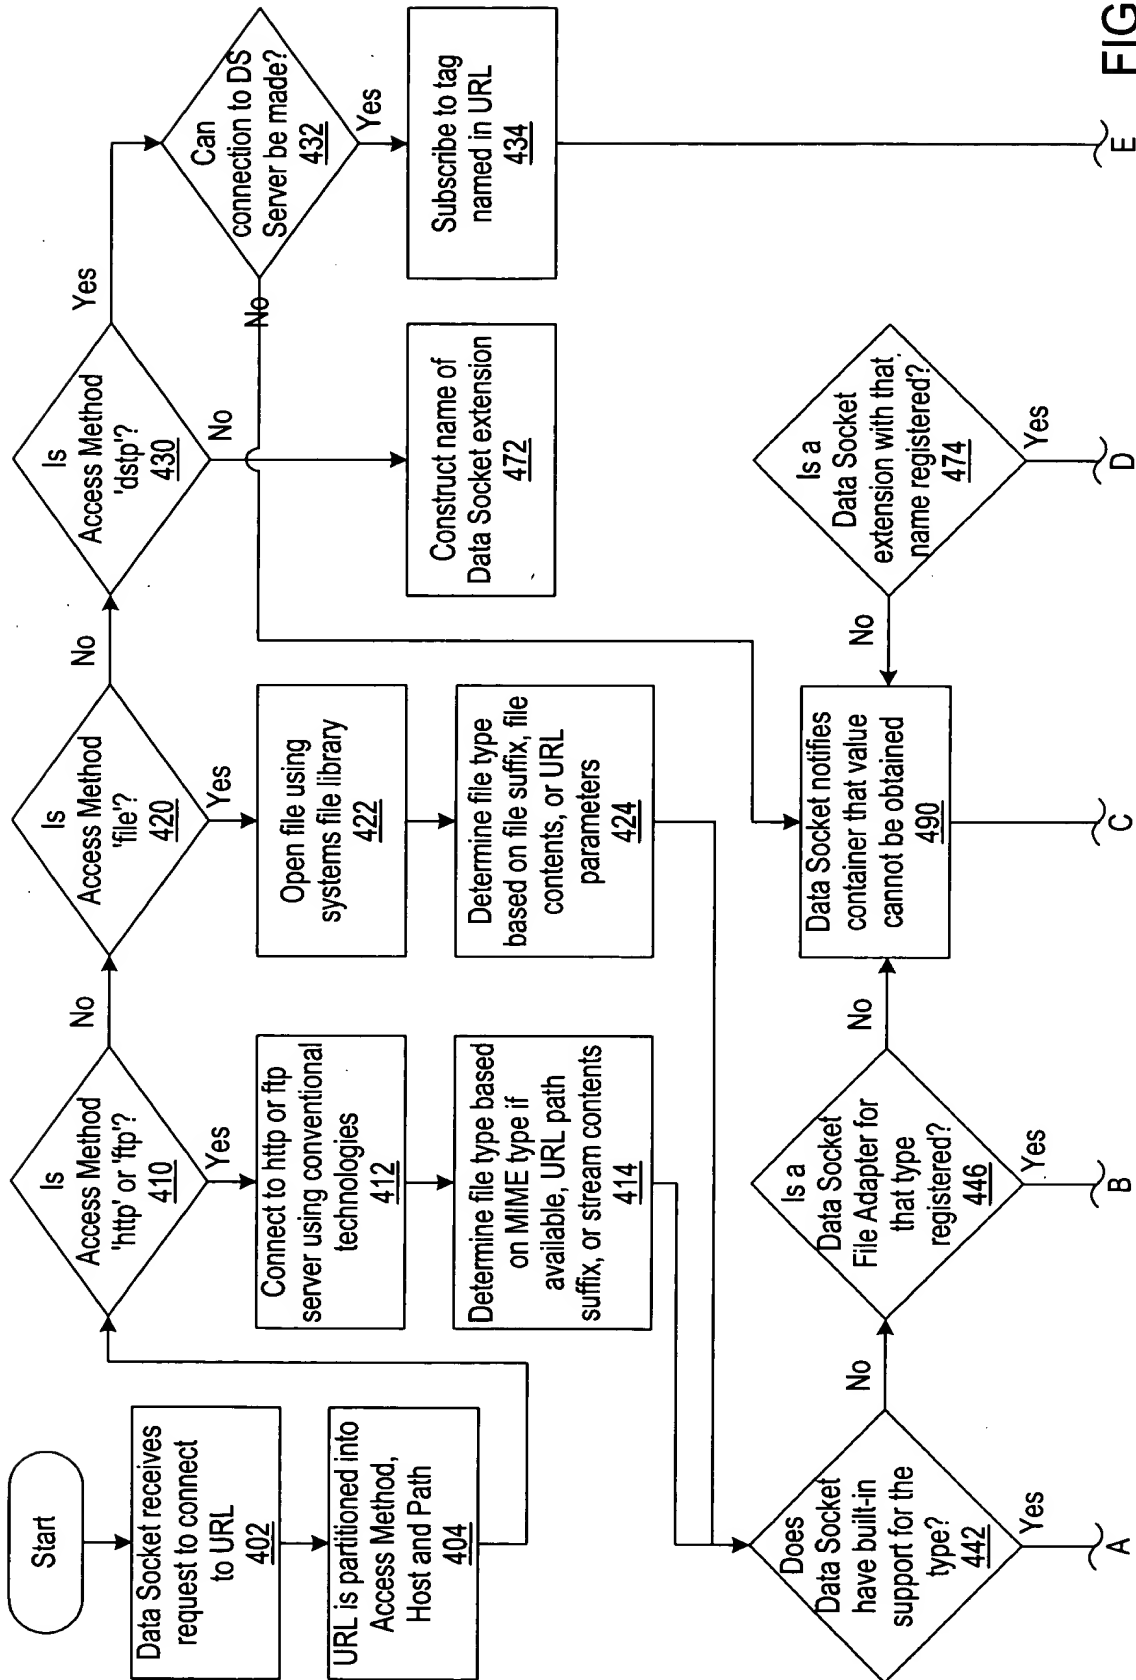 Start
Data Socket receives
request to connect
to URL
402
URL is partitioned into
Access Method,
Host and Path
404
Is
Access Method
'http' or 'ftp'?
410
No
Yes
Connect to http or ftp
server using conventional
technologies
412
Determine file type based
on MIME type if
available, URL path
suffix, or stream contents
414
Is
Access Method
'file'?
420
No
Yes
Open file using
systems file library
422
Determine file type
based on file suffix, file
contents, or URL
parameters
424
Is
Access Method
'dstp'?
430
Yes
No
Construct name of
Data Socket extension
472
Can
connection to DS
Server be made?
432
No
Yes
Subscribe to tag
named in URL
434
Does
Data Socket
have built-in
support for the
type?
442
No
Yes
Is a
Data Socket
File Adapter for
that type
registered?
446
No
Yes
Data Socket notifies
container that value
cannot be obtained
490
Is a
Data Socket
extension with that
name registered?
474
No
Yes
A
B
C
D
E
FIG